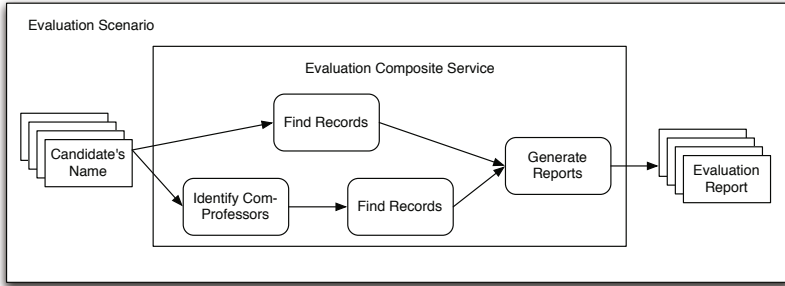 Evaluation Scenario
Evaluation Composite Service
Find Records
Candidate's
Name
Generate
Reports
Evaluation
Report
Identify Com-
Professors
Find Records